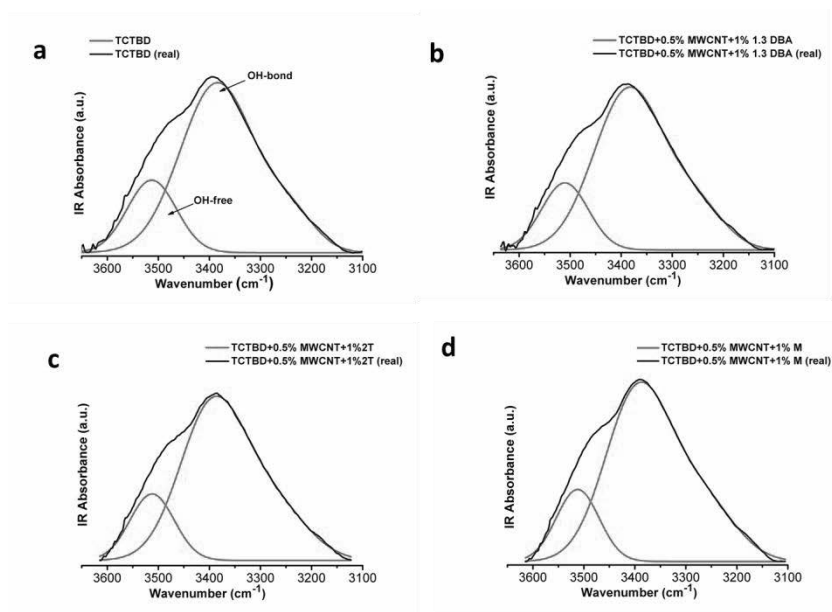 a
TCTBD
TCTBD (real)
OH-bond
OH-free
IR Absorbance (a.u.)
3600 3500 3400 3300 3200 3100
Wavenumber (cm⁻¹)
b
TCTBD+0.5% MWCNT+1% 1.3 DBA
TCTBD+0.5% MWCNT+1% 1.3 DBA (real)
IR Absorbance (a.u.)
3600 3500 3400 3300 3200 3100
Wavenumber (cm⁻¹)
c
TCTBD+0.5% MWCNT+1%2T
TCTBD+0.5% MWCNT+1%2T (real)
IR Absorbance (a.u.)
3600 3500 3400 3300 3200 3100
Wavenumber (cm⁻¹)
d
TCTBD+0.5% MWCNT+1% M
TCTBD+0.5% MWCNT+1% M (real)
IR Absorbance (a.u.)
3600 3500 3400 3300 3200 3100
Wavenumber (cm⁻¹)